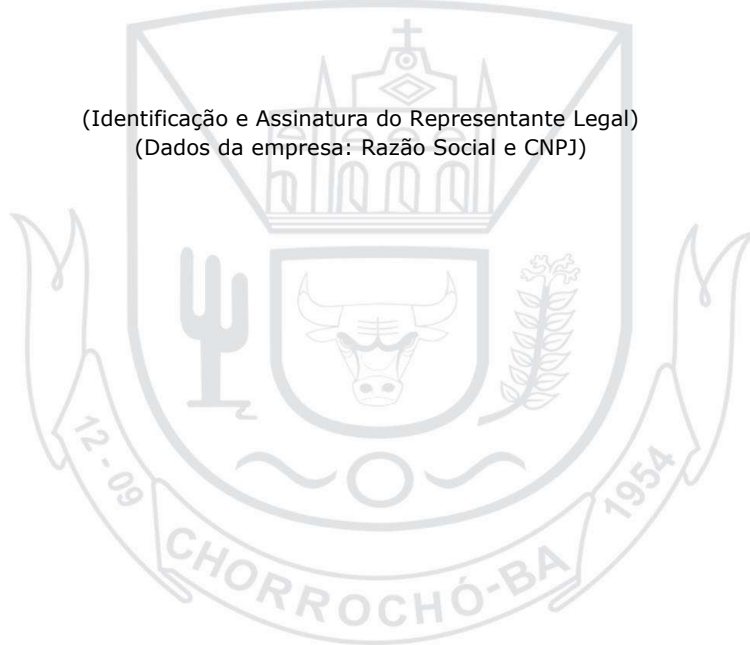 (Identificação e Assinatura do Representante Legal)
(Dados da empresa: Razão Social e CNPJ)
12-09
CHORROCHÓ-BA
1954